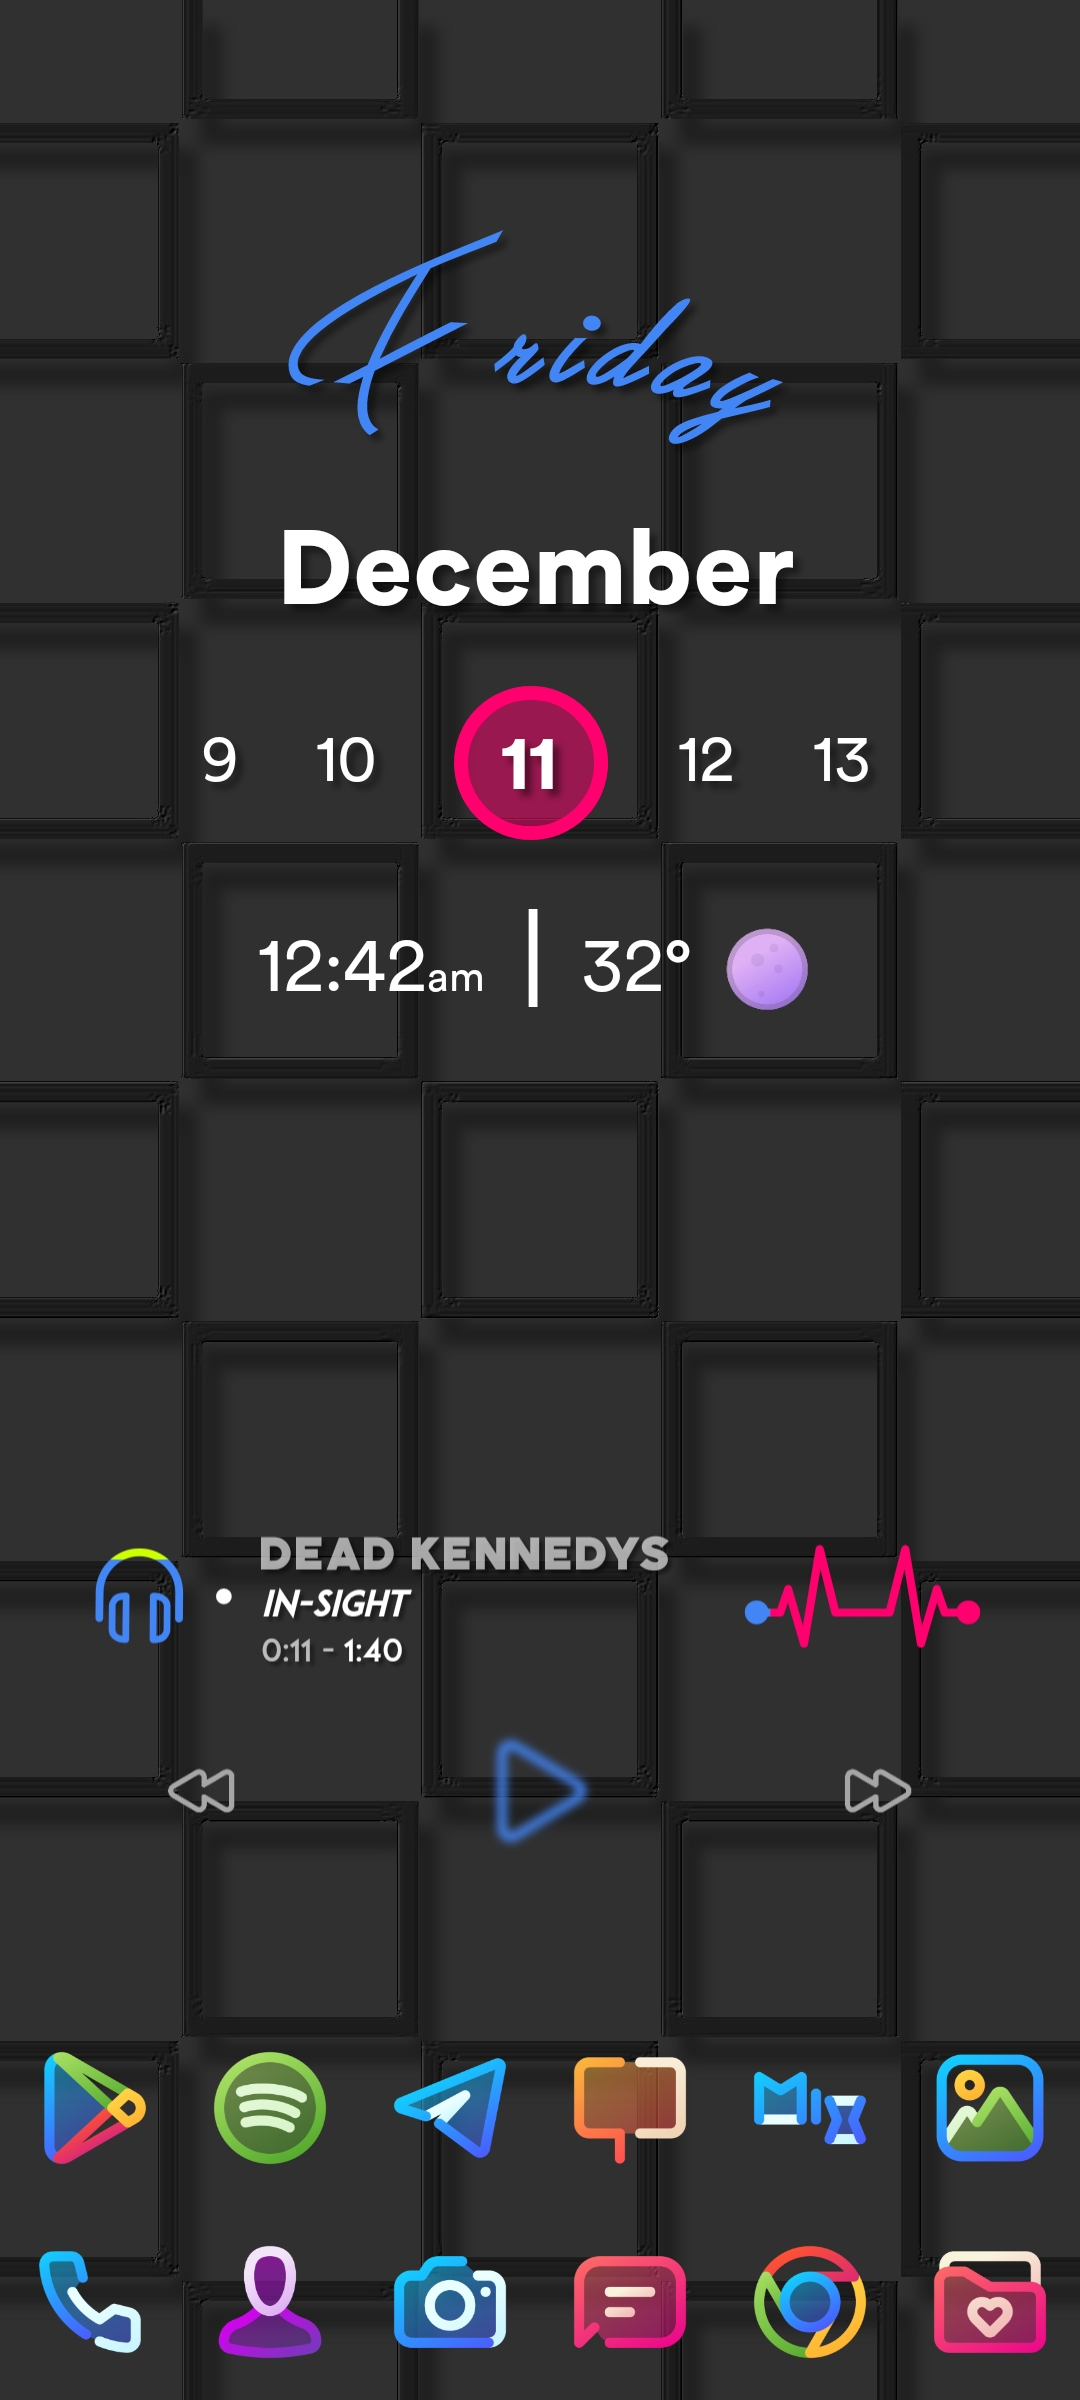 Friday
December
9 10 11 12 13
12:42am | 32°
DEAD KENNEDYS
IN-SIGHT
0:11 - 1:40
M I X